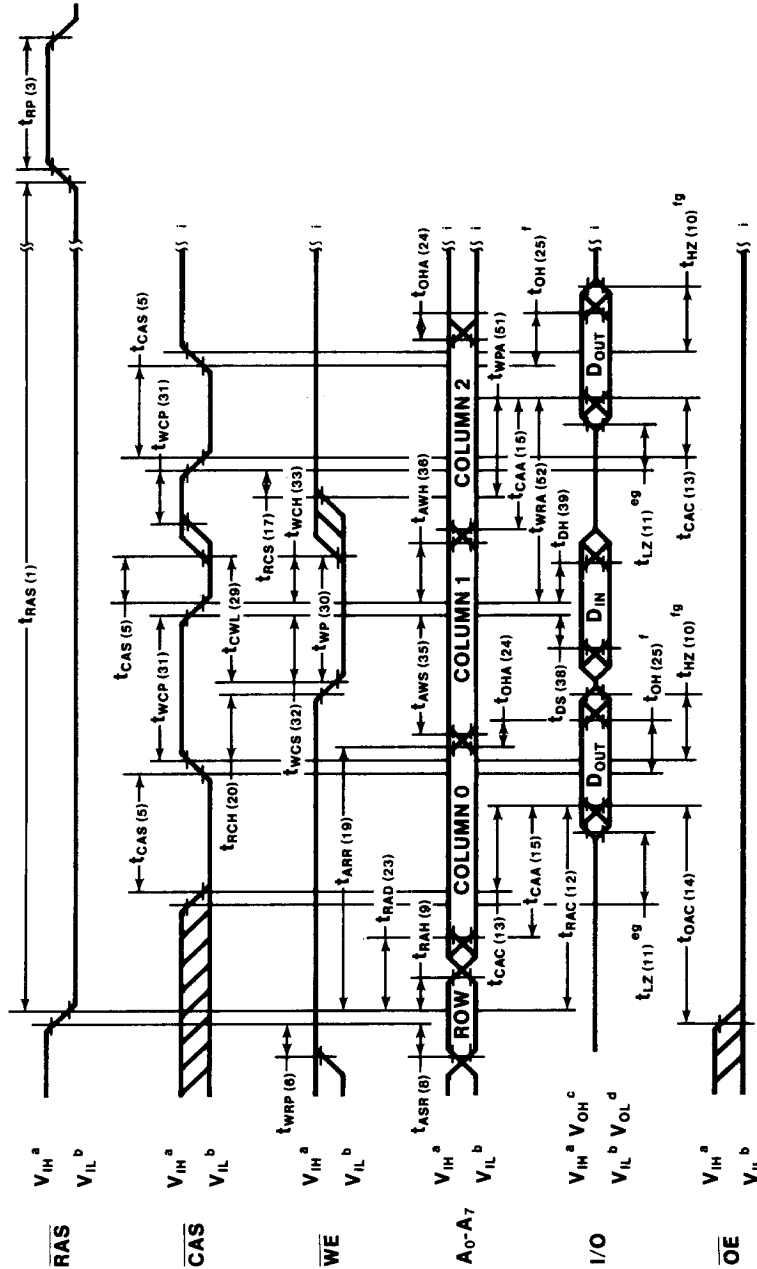 RAS
VIH a
VIL b
tRAS (1)
tRP (3)
CAS
VIH a
VIL b
tCAS (5)
tWCP (31)
tCAS (5)
tWCP (31)
tCAS (5)
tRCH (20)
tCWL (29)
i
WE
VIH a
VIL b
tWRP (6)
tWCS (32)
tWP (30)
tWCH (33)
tRCS (17)
i
tARR (19)
tRAD (23)
tRAH (9)
tASR (8)
tAWS (35)
tAWH (36)
tOHA (24)
A0-A7
VIH a
VIL b
ROW
COLUMN 0
COLUMN 1
COLUMN 2
i
i
tCAC (13)
tCAA (15)
tRAC (12)
tOHA (24)
tDS (38)
tDH (39)
tWRA (52)
tCAA (15)
tWPA (51)
tOH (25) f
I/O
VIH a VOH c
VIL b VOL d
DOUT
DIN
DOUT
i
tLZ (11) eg
tOAC (14)
tOH (25) f
tHZ (10) fg
tLZ (11) eg
tCAC (13)
tHZ (10) fg
OE
VIH a
VIL b
i